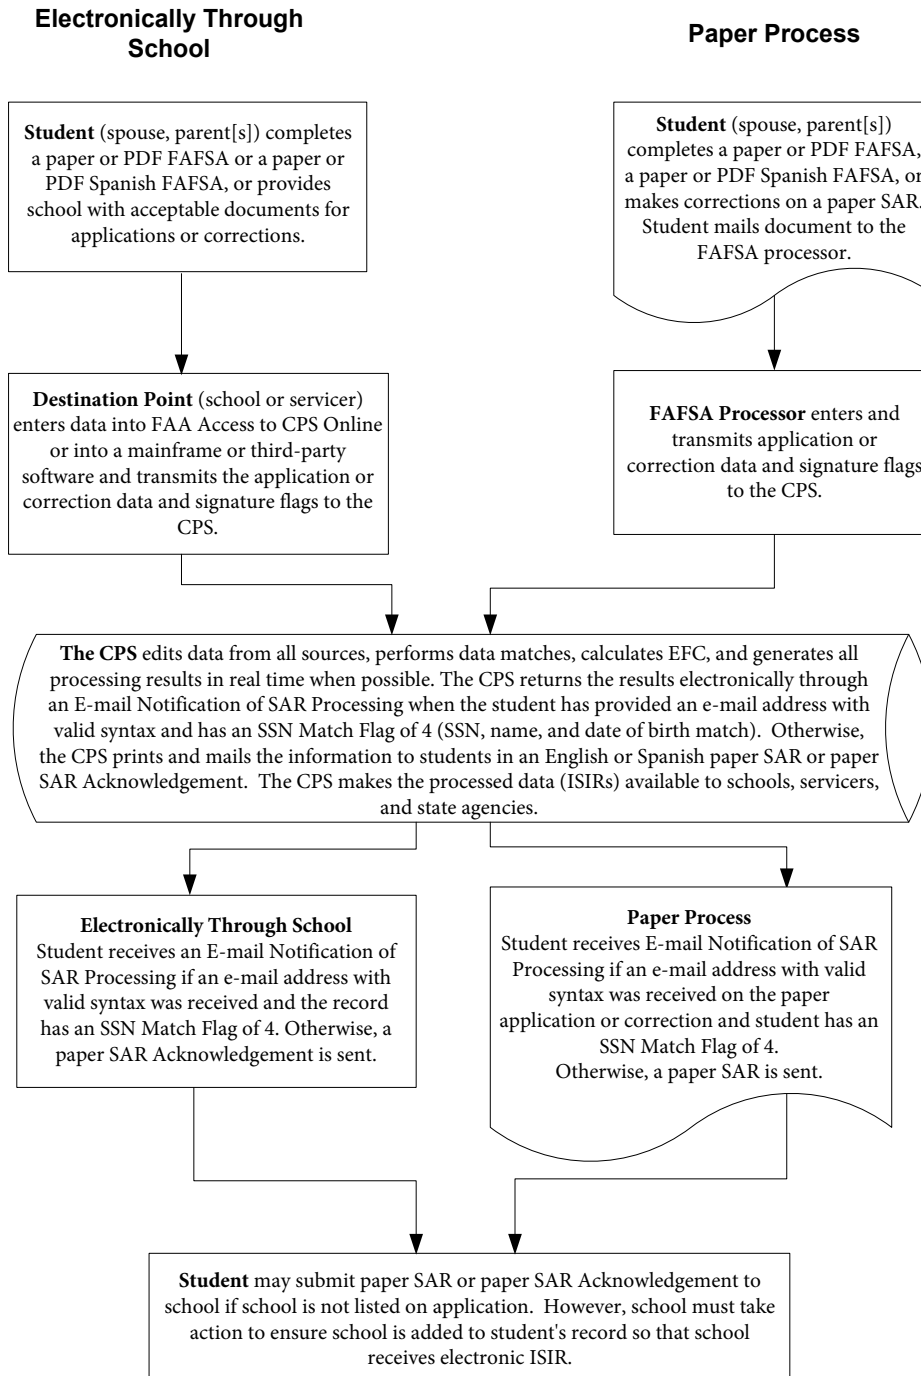 Electronically Through
School
Paper Process
Student (spouse, parent[s]) completes
a paper or PDF FAFSA or a paper or
PDF Spanish FAFSA, or provides
school with acceptable documents for
applications or corrections.
Student (spouse, parent[s])
completes a paper or PDF FAFSA,
a paper or PDF Spanish FAFSA, or
makes corrections on a paper SAR.
Student mails document to the
FAFSA processor.
Destination Point (school or servicer)
enters data into FAA Access to CPS Online
or into a mainframe or third-party
software and transmits the application or
correction data and signature flags to the
CPS.
FAFSA Processor enters and
transmits application or
correction data and signature flags
to the CPS.
The CPS edits data from all sources, performs data matches, calculates EFC, and generates all
processing results in real time when possible. The CPS returns the results electronically through
an E-mail Notification of SAR Processing when the student has provided an e-mail address with
valid syntax and has an SSN Match Flag of 4 (SSN, name, and date of birth match). Otherwise,
the CPS prints and mails the information to students in an English or Spanish paper SAR or paper
SAR Acknowledgement. The CPS makes the processed data (ISIRs) available to schools, servicers,
and state agencies.
Electronically Through School
Student receives an E-mail Notification of
SAR Processing if an e-mail address with
valid syntax was received and the record
has an SSN Match Flag of 4. Otherwise, a
paper SAR Acknowledgement is sent.
Paper Process
Student receives E-mail Notification of SAR
Processing if an e-mail address with valid
syntax was received on the paper
application or correction and student has an
SSN Match Flag of 4.
Otherwise, a paper SAR is sent.
Student may submit paper SAR or paper SAR Acknowledgement to
school if school is not listed on application. However, school must take
action to ensure school is added to student's record so that school
receives electronic ISIR.